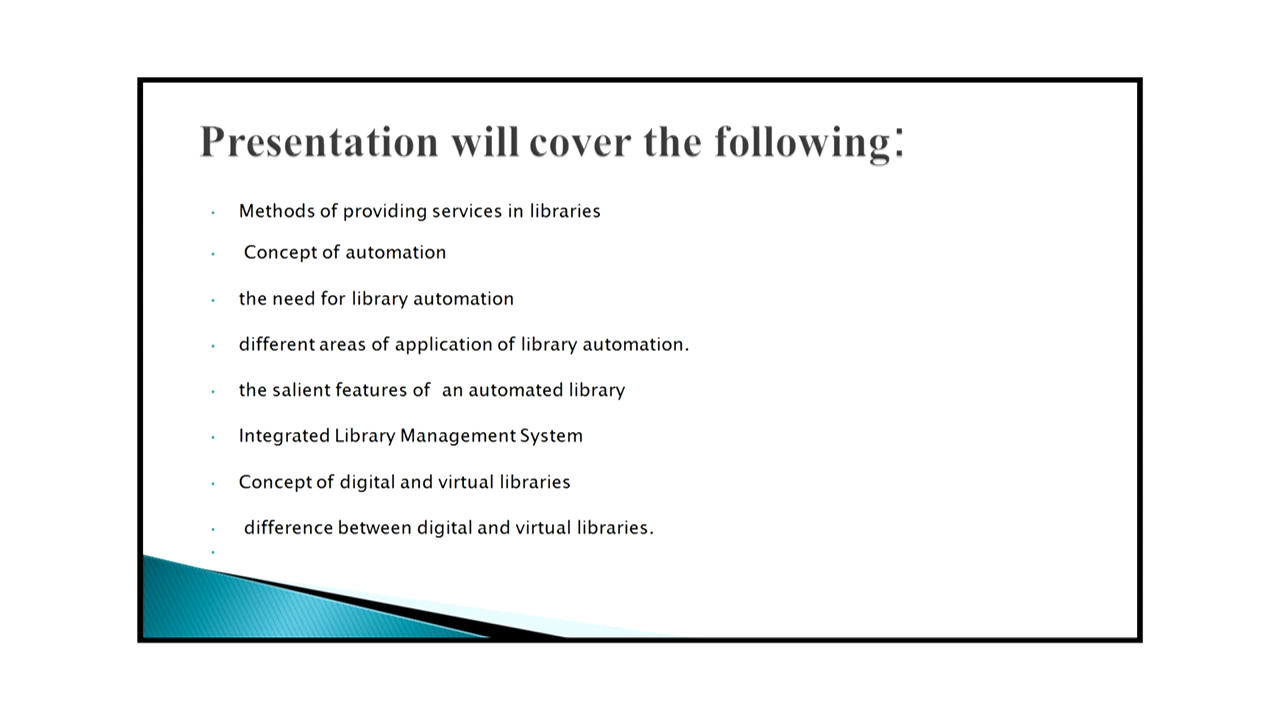 Presentation will cover the following:
• Methods of providing services in libraries
• Concept of automation
• the need for library automation
• different areas of application of library automation.
• the salient features of an automated library
• Integrated Library Management System
• Concept of digital and virtual libraries
• difference between digital and virtual libraries.
•